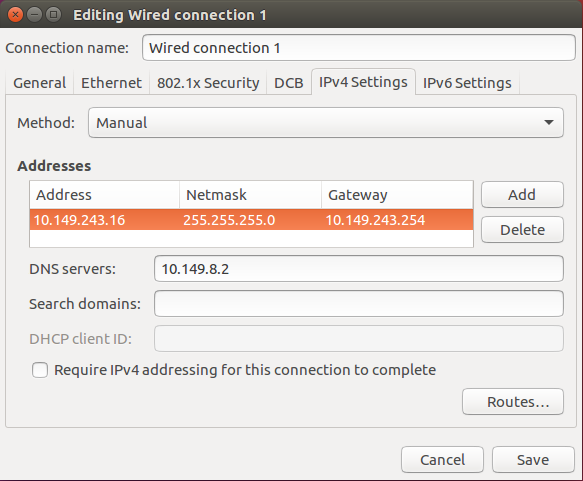 Editing Wired connection 1
Connection name: Wired connection 1
General Ethernet 802.1x Security DCB IPv4 Settings IPv6 Settings
Method: Manual
Addresses
Address Netmask Gateway Add
10.149.243.16 255.255.255.0 10.149.243.254
Delete
DNS servers: 10.149.8.2
Search domains:
DHCP client ID:
Require IPv4 addressing for this connection to complete
Routes…
Cancel Save